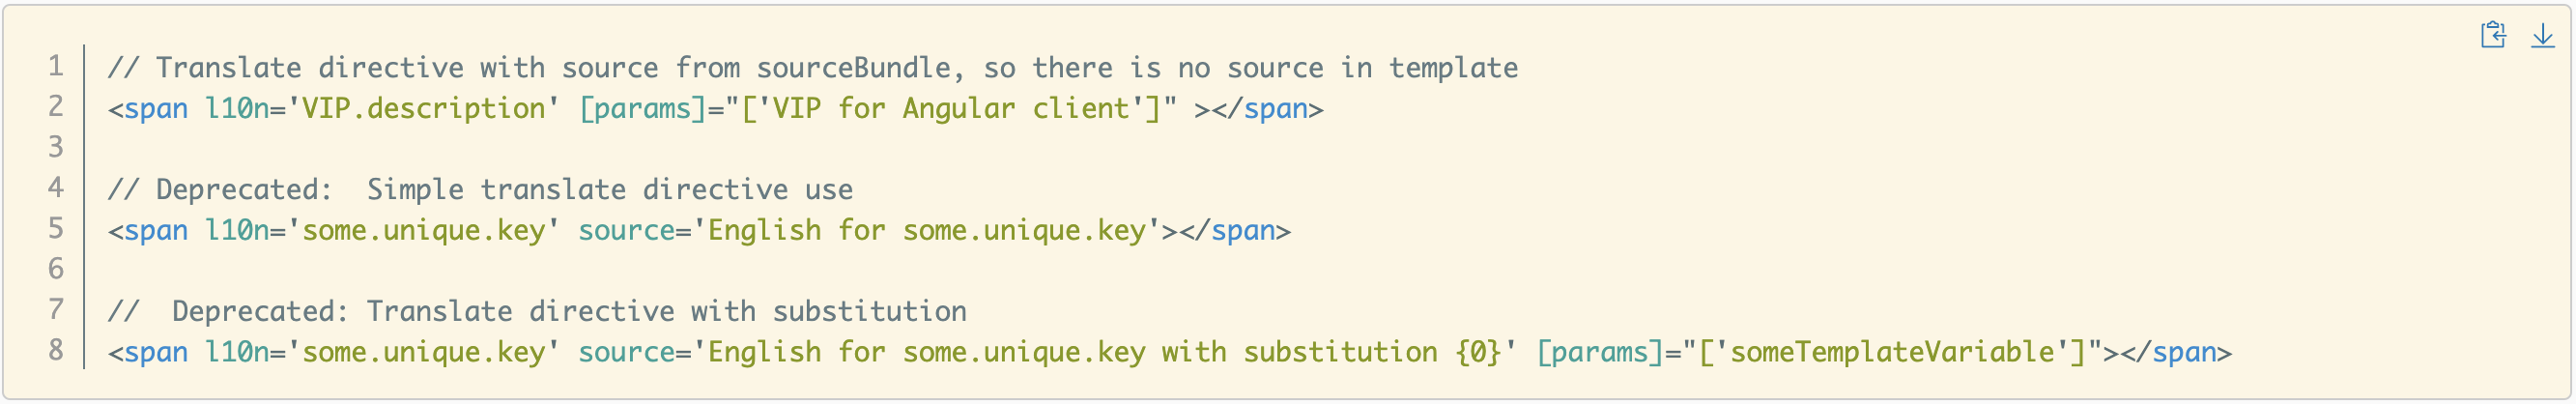 1 // Translate directive with source from sourceBundle, so there is no source in template
2 <span l10n='VIP.description' [params]="['VIP for Angular client']" ></span>
3
4 // Deprecated:  Simple translate directive use
5 <span l10n='some.unique.key' source='English for some.unique.key'></span>
6
7 //  Deprecated: Translate directive with substitution
8 <span l10n='some.unique.key' source='English for some.unique.key with substitution {0}' [params]="['someTemplateVariable']"></span>